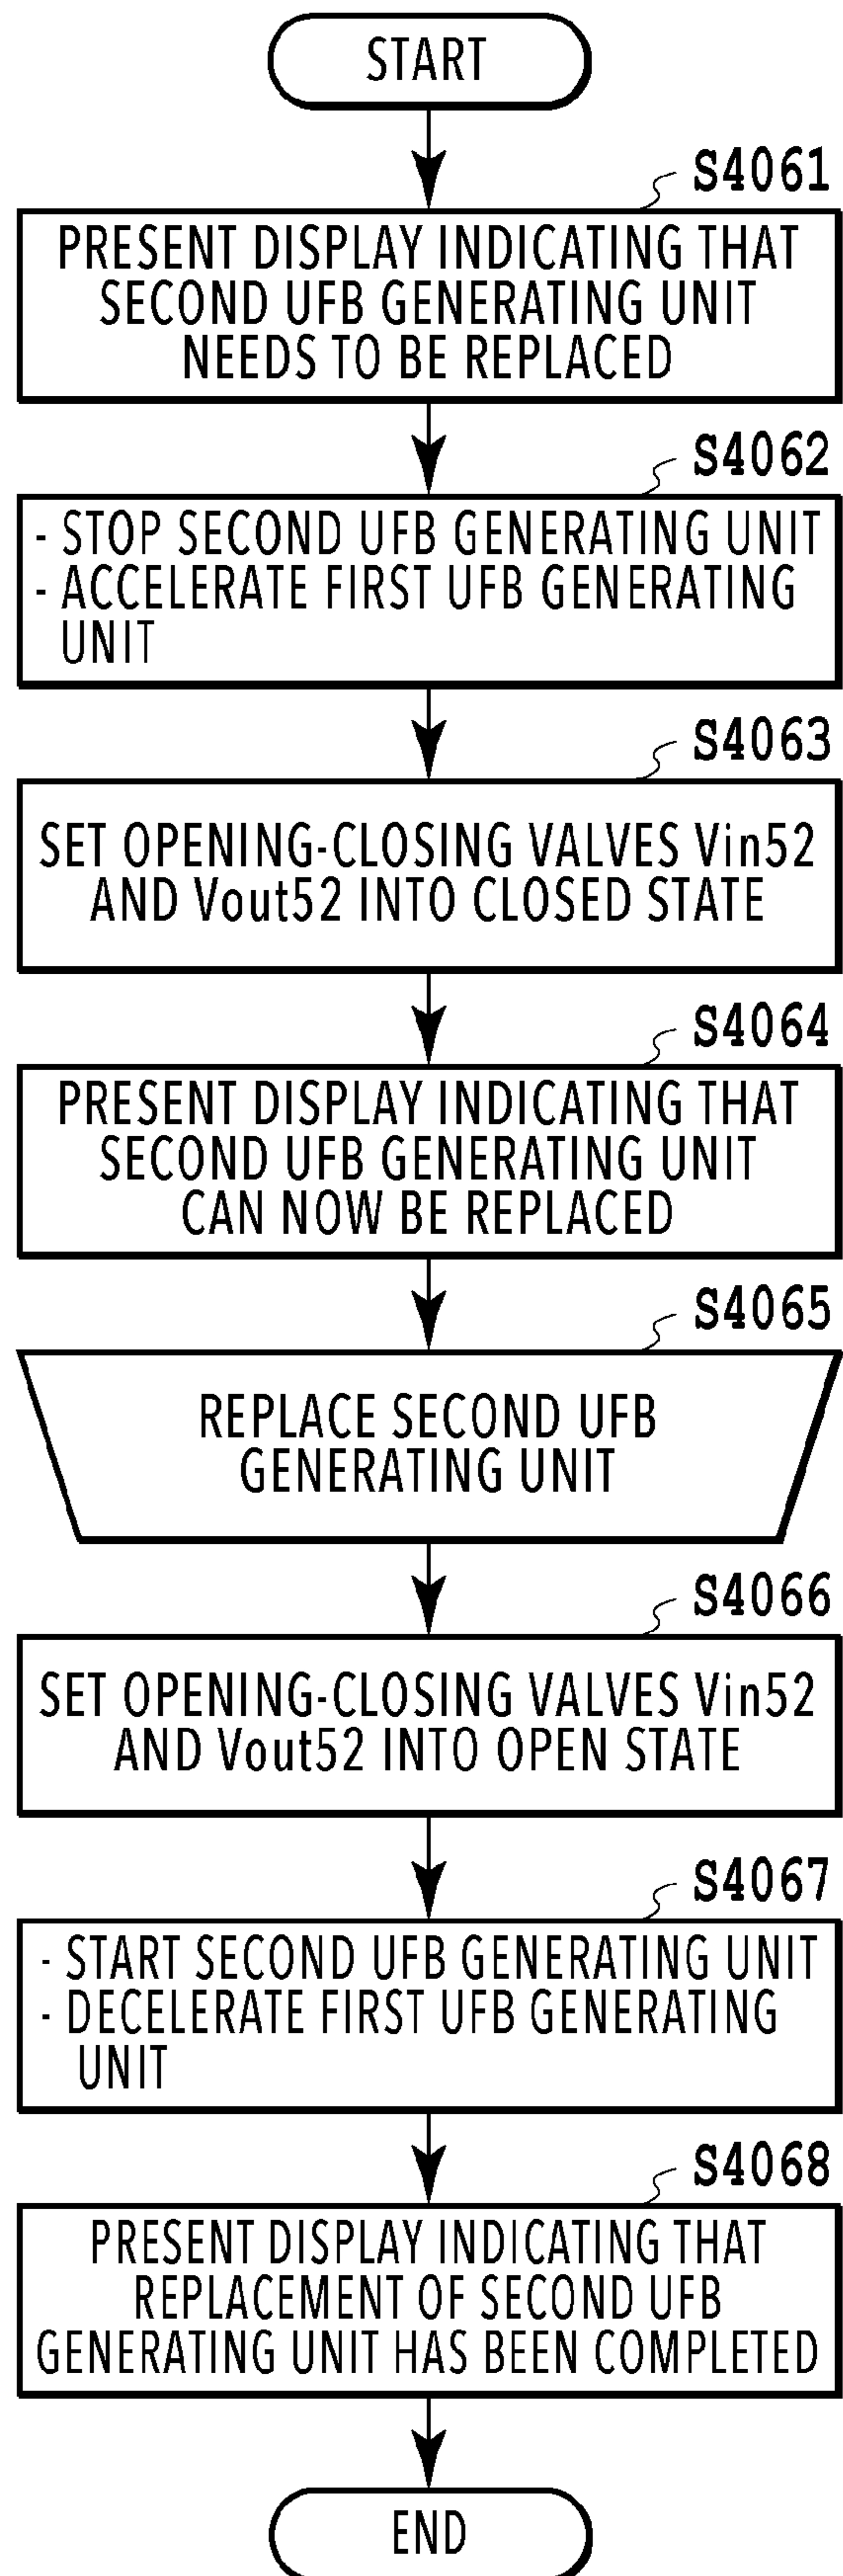 START
S4061
PRESENT DISPLAY INDICATING THAT
SECOND UFB GENERATING UNIT
NEEDS TO BE REPLACED
S4062
- STOP SECOND UFB GENERATING UNIT
- ACCELERATE FIRST UFB GENERATING
UNIT
S4063
SET OPENING-CLOSING VALVES Vin52
AND Vout52 INTO CLOSED STATE
S4064
PRESENT DISPLAY INDICATING THAT
SECOND UFB GENERATING UNIT
CAN NOW BE REPLACED
S4065
REPLACE SECOND UFB
GENERATING UNIT
S4066
SET OPENING-CLOSING VALVES Vin52
AND Vout52 INTO OPEN STATE
S4067
- START SECOND UFB GENERATING UNIT
- DECELERATE FIRST UFB GENERATING
UNIT
S4068
PRESENT DISPLAY INDICATING THAT
REPLACEMENT OF SECOND UFB
GENERATING UNIT HAS BEEN COMPLETED
END